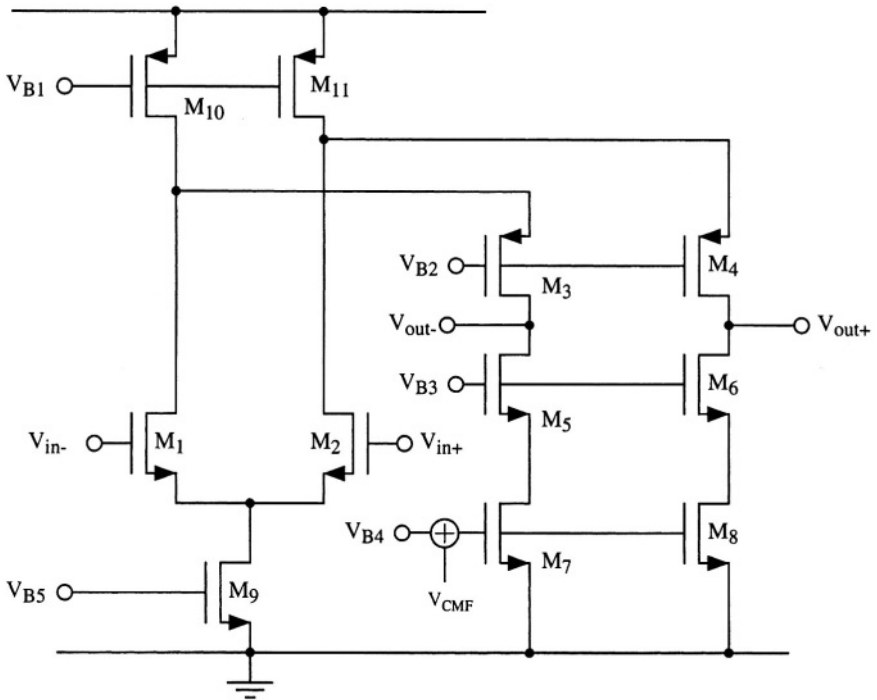 V_B1
M_10
M_11
V_B2
M_3
M_4
V_out-
V_out+
V_B3
M_5
M_6
V_in-
M_1
M_2
V_in+
V_B4
+
M_7
M_8
V_CMF
V_B5
M_9